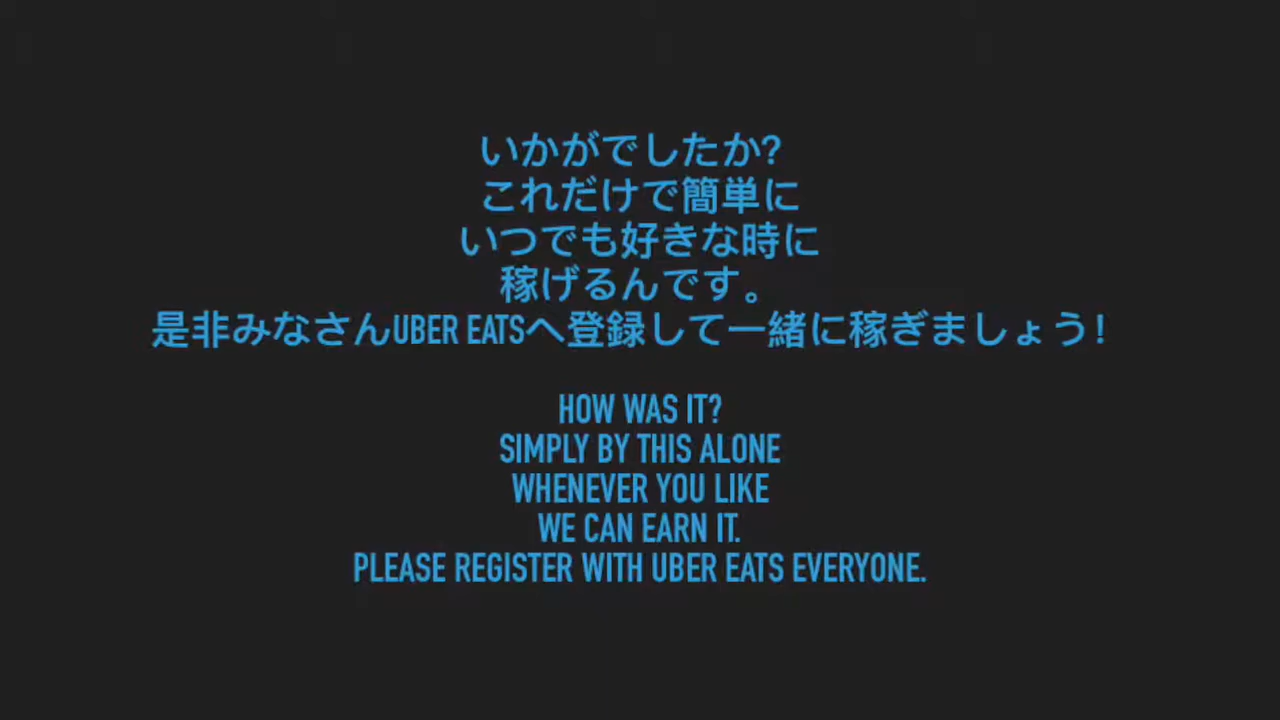 いかがでしたか?
これだけで簡単に
いつでも好きな時に
稼げるんです。
是非みなさんUBER EATSへ登録して一緒に稼ぎましょう!
HOW WAS IT?
SIMPLY BY THIS ALONE
WHENEVER YOU LIKE
WE CAN EARN IT.
PLEASE REGISTER WITH UBER EATS EVERYONE.